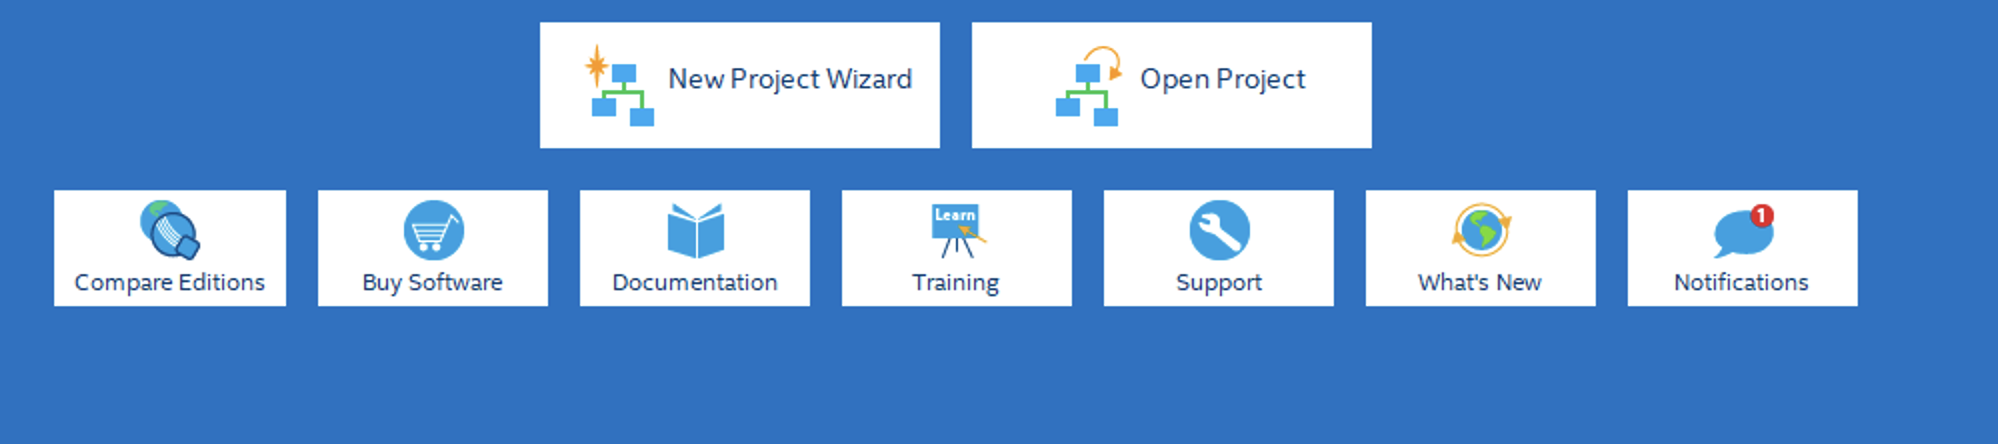 New Project Wizard
Open Project
Compare Editions
Buy Software
Documentation
Learn
Training
Support
What's New
1
Notifications